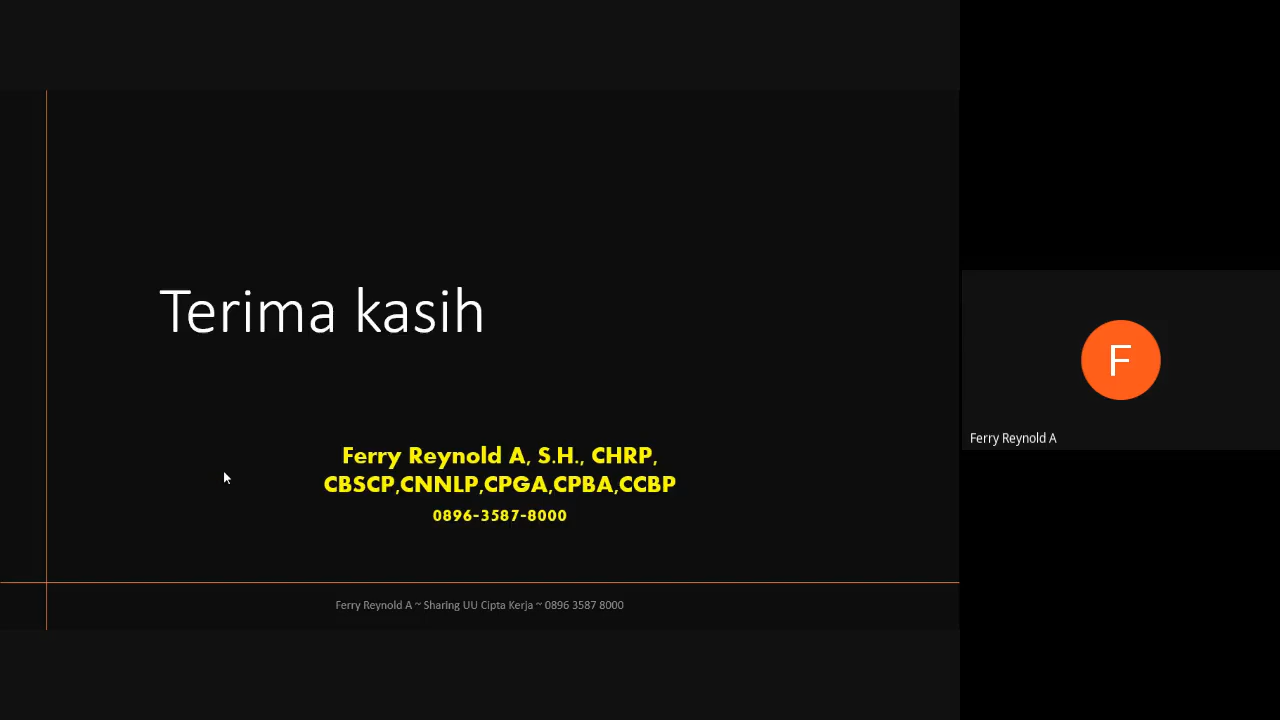 Terima kasih
Ferry Reynold A, S.H., CHRP,
CBSCP,CNNLP,CPGA,CPBA,CCBP
0896-3587-8000
Ferry Reynold A ~ Sharing UU Cipta Kerja ~ 0896 3587 8000
F
Ferry Reynold A